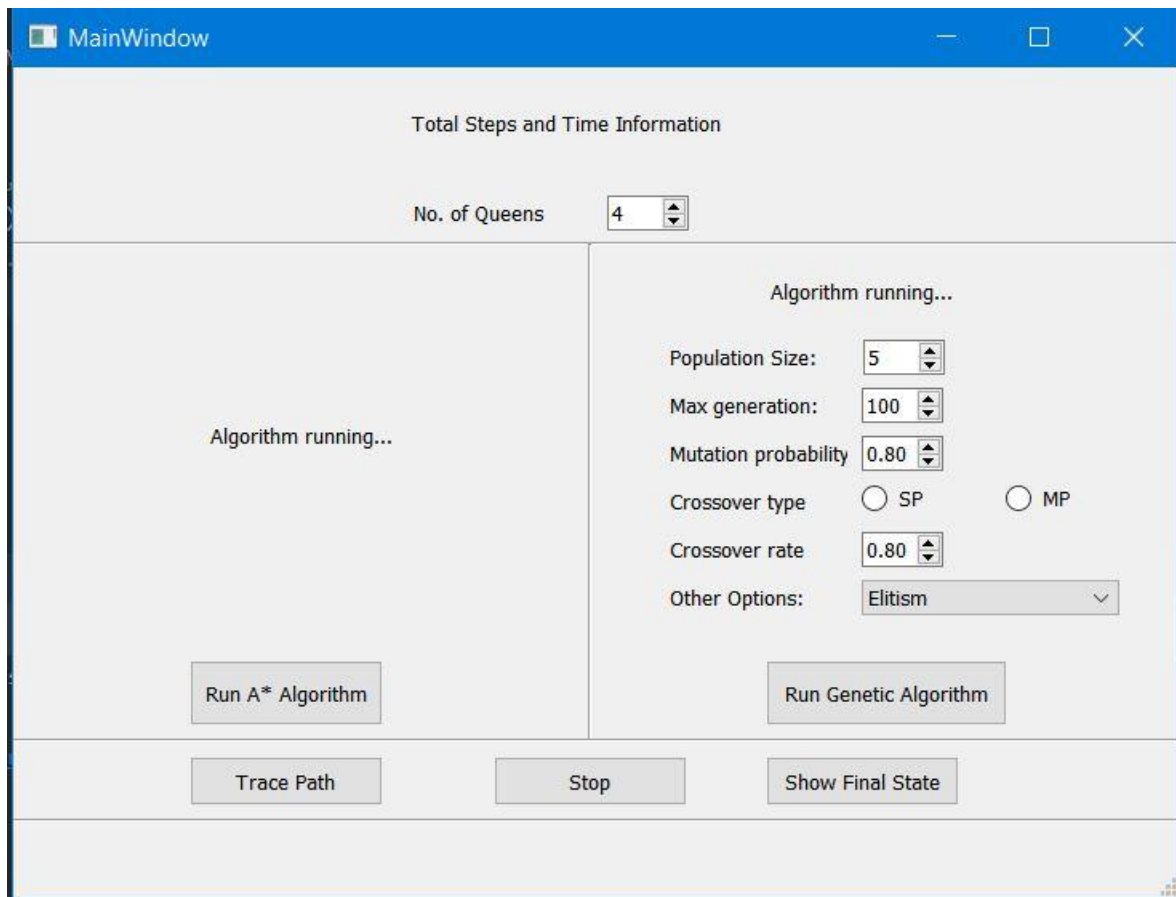 MainWindow
Total Steps and Time Information
No. of Queens 4
Algorithm running...
Algorithm running...
Population Size: 5
Max generation: 100
Mutation probability 0.80
Crossover type SP MP
Crossover rate 0.80
Other Options: Elitism
Run A* Algorithm
Run Genetic Algorithm
Trace Path Stop Show Final State